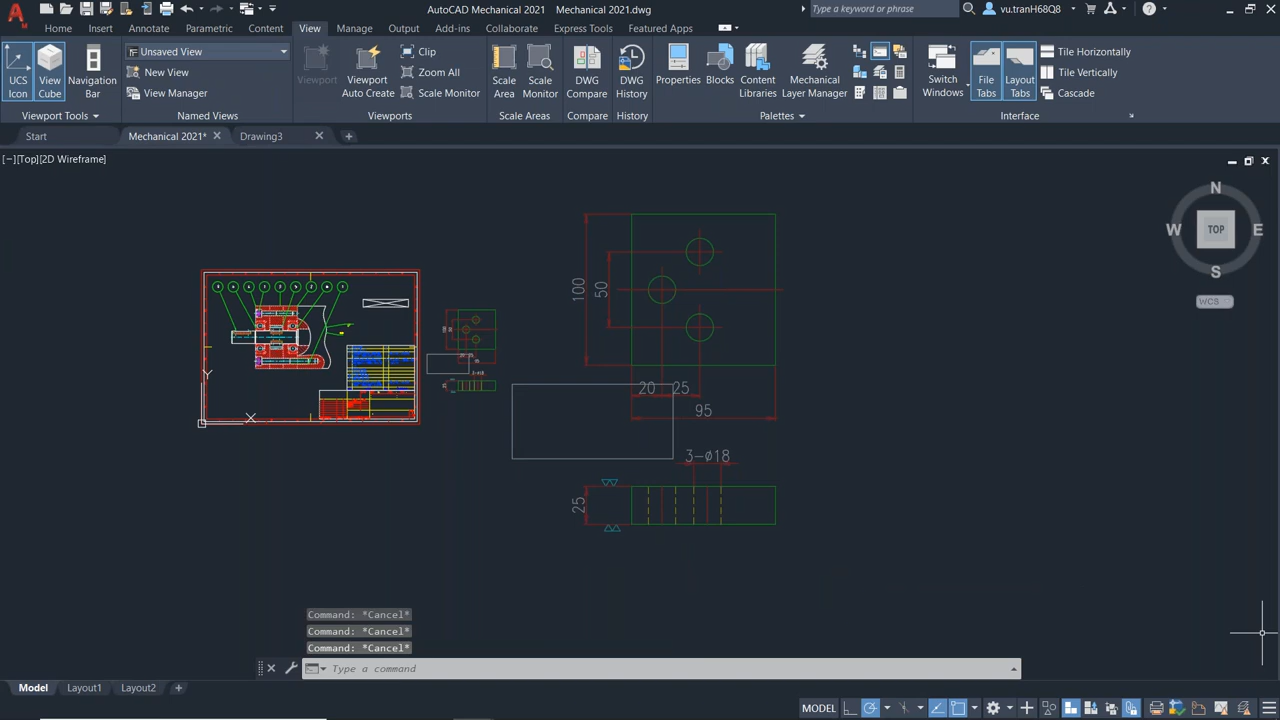 AutoCAD Mechanical 2021 Mechanical 2021.dwg
Type a keyword or phrase
vu.tranH68Q8
Home Insert Annotate Parametric Content View Manage Output Add-ins Collaborate Express Tools Featured Apps
UCS Icon
View Cube
Navigation Bar
Unsaved View
New View
View Manager
Viewport
Viewport Auto Create
Clip
Zoom All
Scale Monitor
Scale Area
Scale Monitor
DWG Compare
DWG History
Properties
Blocks
Content Libraries
Mechanical Layer Manager
Switch Windows
File Tabs
Layout Tabs
Tile Horizontally
Tile Vertically
Cascade
Viewport Tools Named Views Viewports Scale Areas Compare History Palettes Interface
Start Mechanical 2021* Drawing3
[−][Top][2D Wireframe]
N
W TOP E
S
WCS
100
50
20 25
95
3-ø18
25
Y
X
Command: *Cancel*
Command: *Cancel*
Command: *Cancel*
Type a command
Model Layout1 Layout2
MODEL